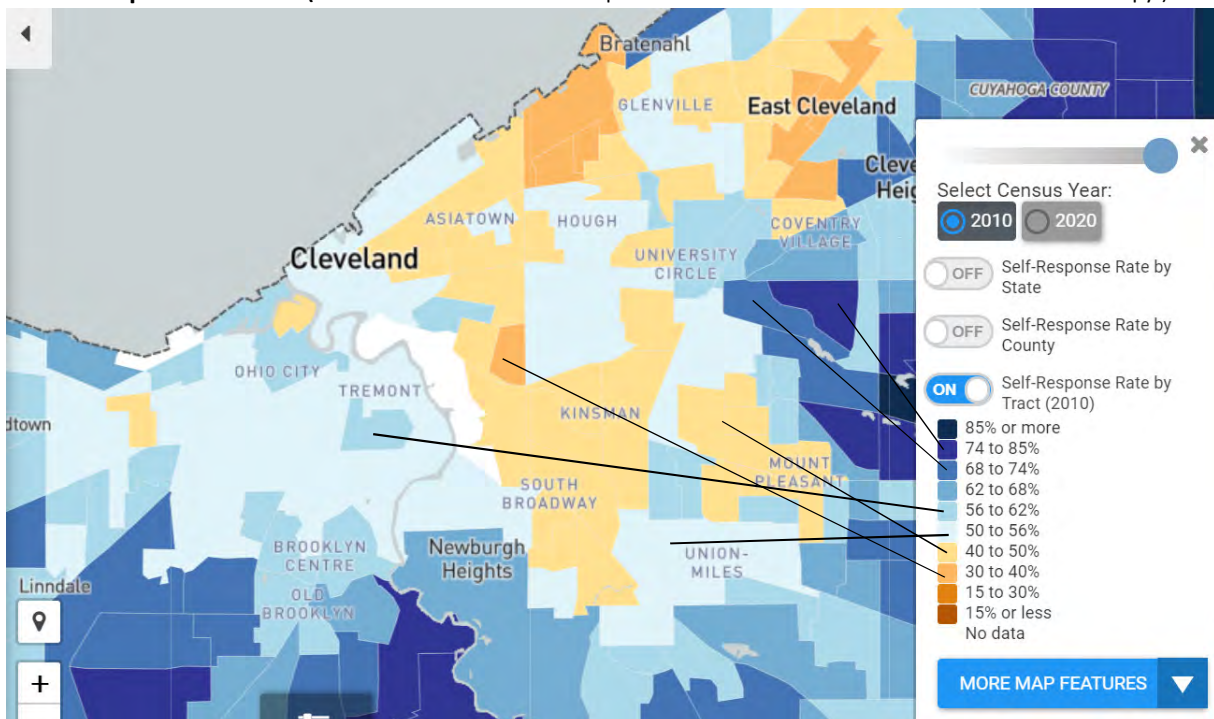 Bratenahl
GLENVILLE
East Cleveland
CUYAHOGA COUNTY
Select Census Year:
2010
2020
ASIATOWN
HOUGH
COVENTRY
VILLAGE
UNIVERSITY
CIRCLE
Cleveland
OFF
Self-Response Rate by
State
OFF
Self-Response Rate by
County
ON
Self-Response Rate by
Tract (2010)
OHIO CITY
TREMONT
KINSMAN
MOUNT
PLEASANT
SOUTH
BROADWAY
UNION-
MILES
BROOKLYN
CENTRE
Newburgh
Heights
OLD
BROOKLYN
Linndale
85% or more
74 to 85%
68 to 74%
62 to 68%
56 to 62%
50 to 56%
40 to 50%
30 to 40%
15 to 30%
15% or less
No data
MORE MAP FEATURES